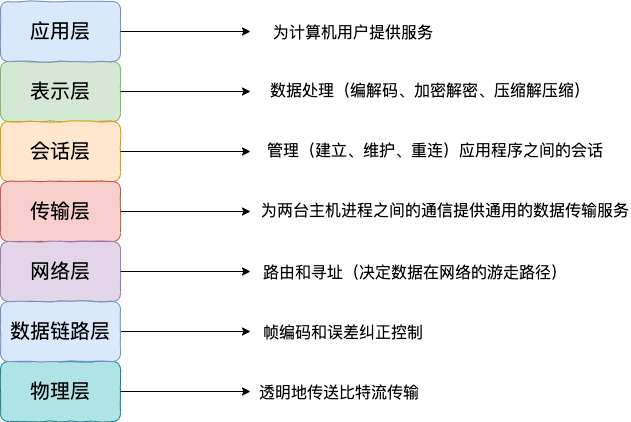 应用层
为计算机用户提供服务
表示层
数据处理（编解码、加密解密、压缩解压缩）
会话层
管理（建立、维护、重连）应用程序之间的会话
传输层
为两台主机进程之间的通信提供通用的数据传输服务
网络层
路由和寻址（决定数据在网络的游走路径）
数据链路层
帧编码和误差纠正控制
物理层
透明地传送比特流传输